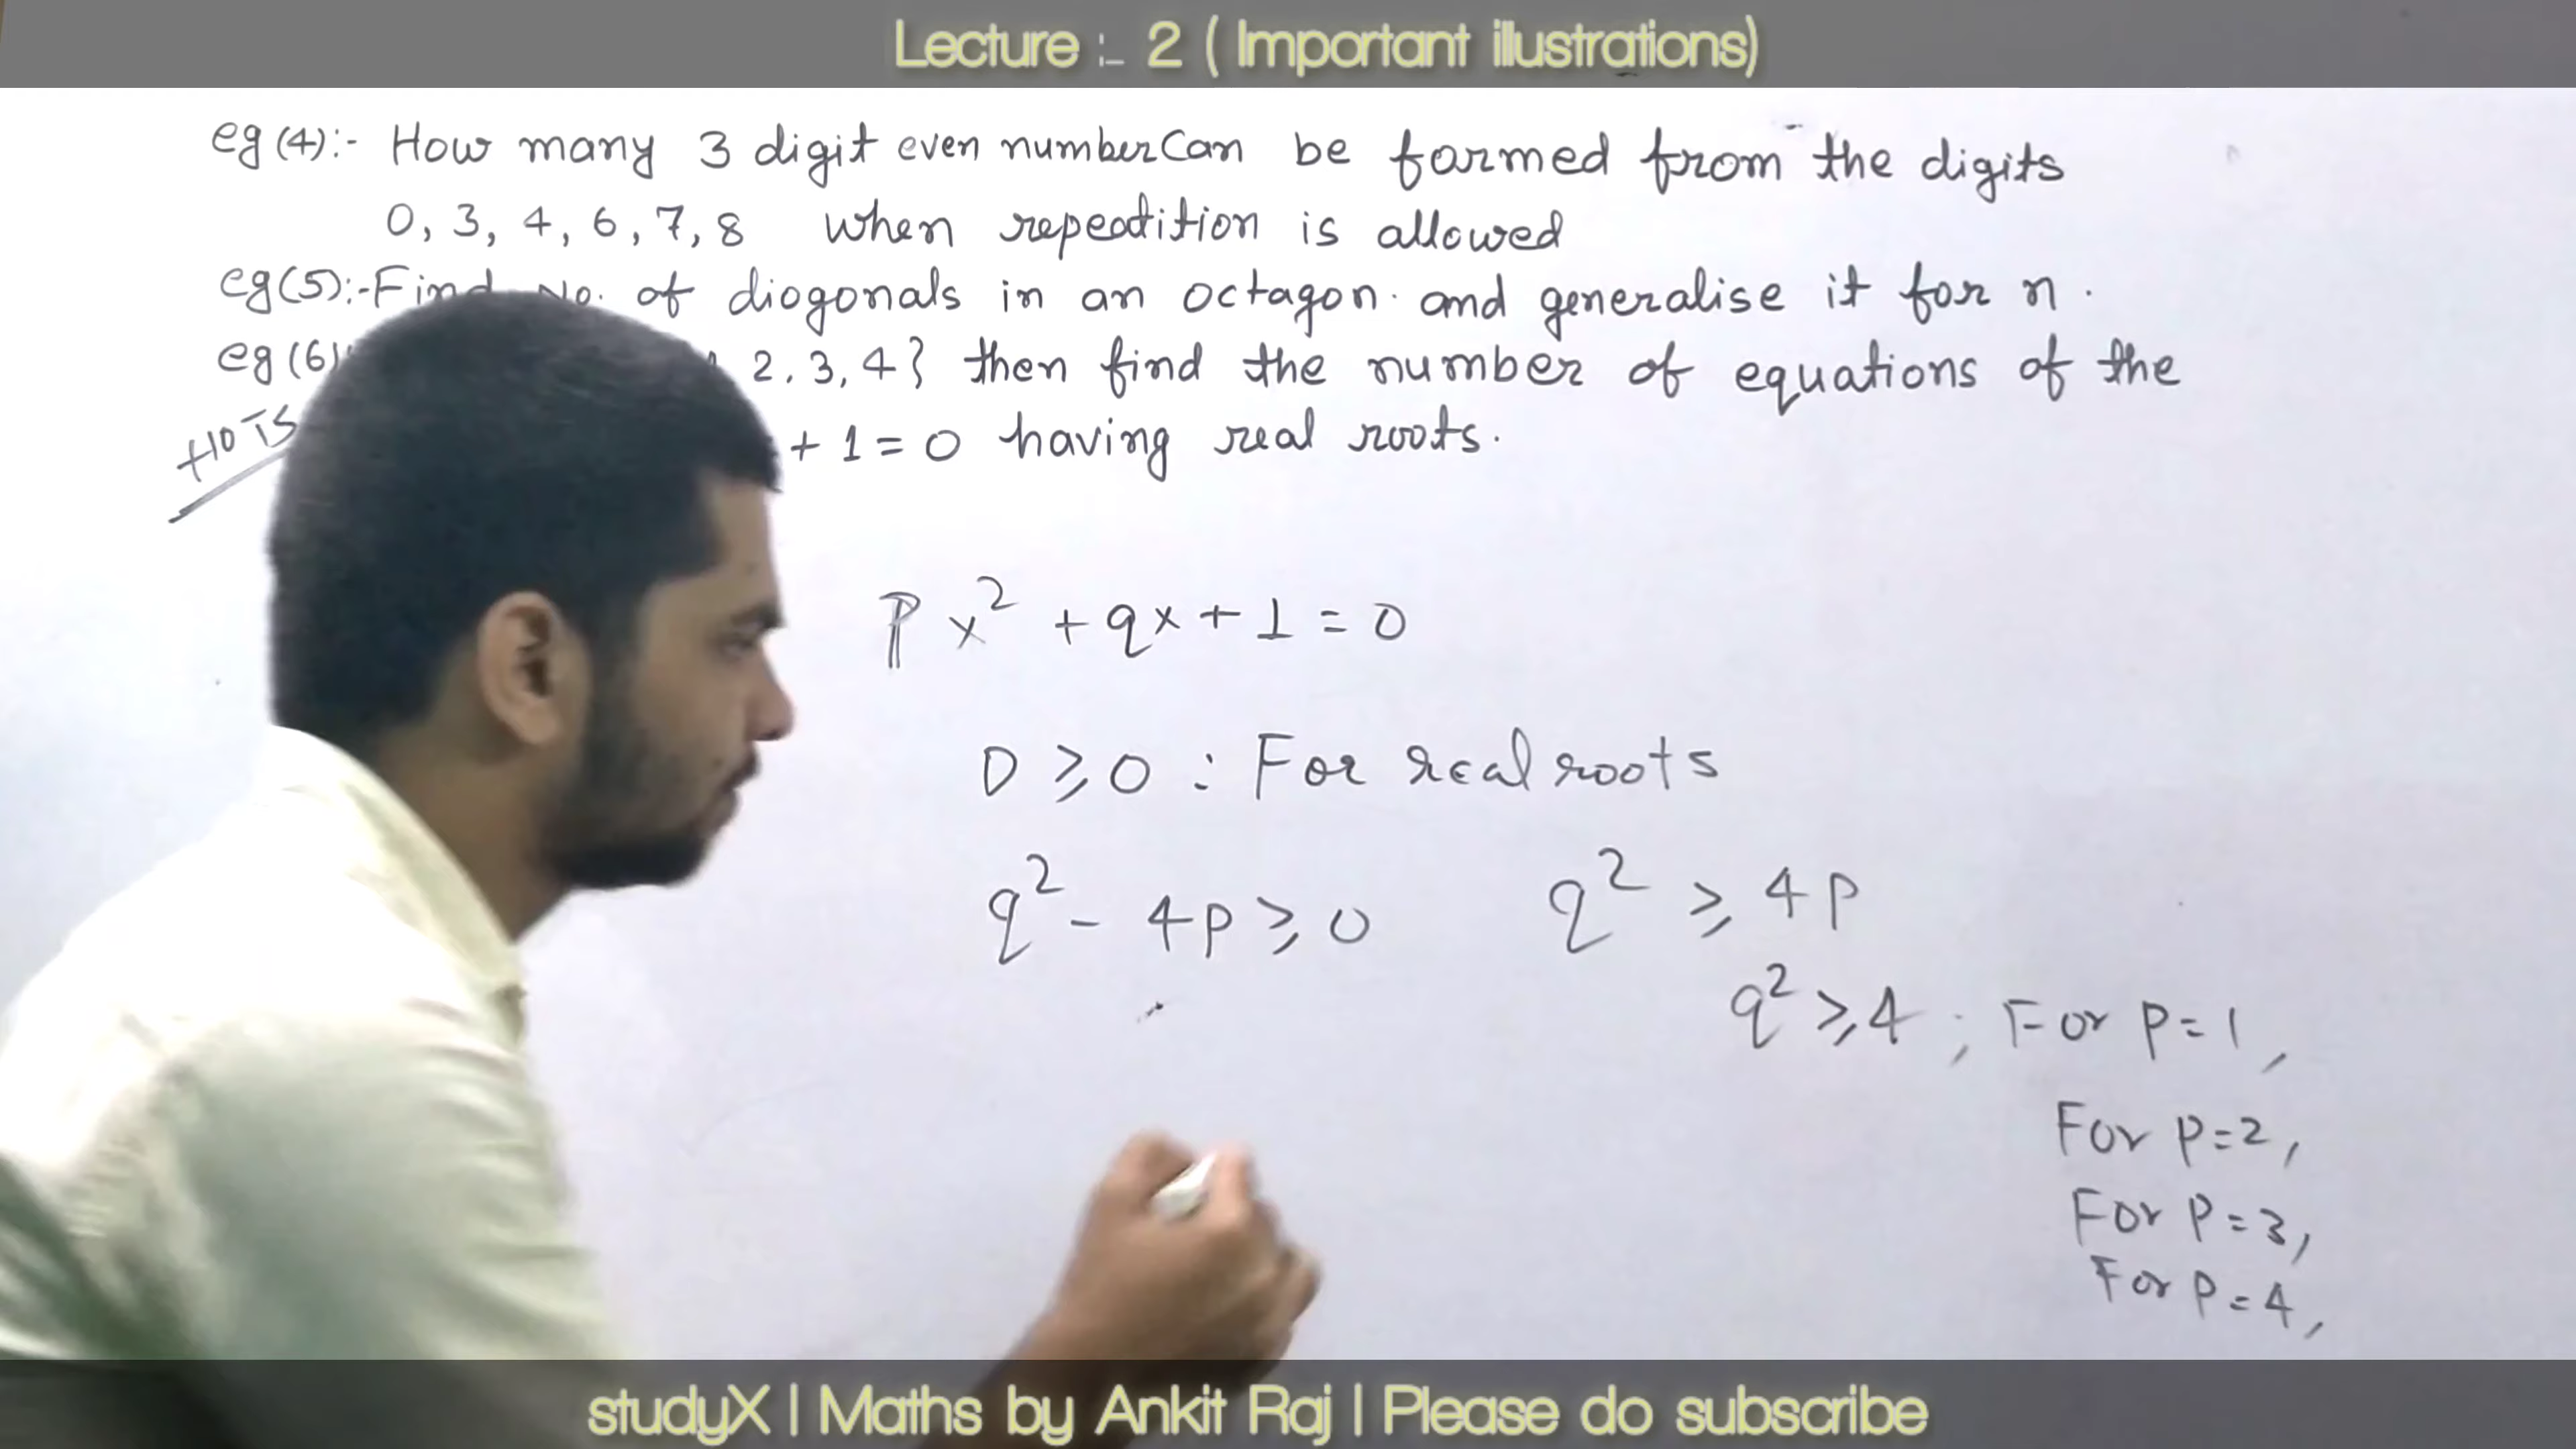 Lecture :- 2 ( Important illustrations)
eg (4):- How many 3 digit even number Can be formed from the digits
0, 3, 4, 6, 7, 8 when repeatition is allowed
eg (5):- Find No. of diogonals in an octagon. and generalise it for n.
eg (6) 2, 3, 4} then find the number of equations of the
HOTS + 1 = 0 having real roots.
P x² + qx + 1 = 0
D ≥ 0 : For real roots
q² - 4p ≥ 0 q² ≥ 4p
q² ≥ 4 ; For p = 1,
For p = 2,
For p = 3,
For p = 4,
studyX | Maths by Ankit Raj | Please do subscribe